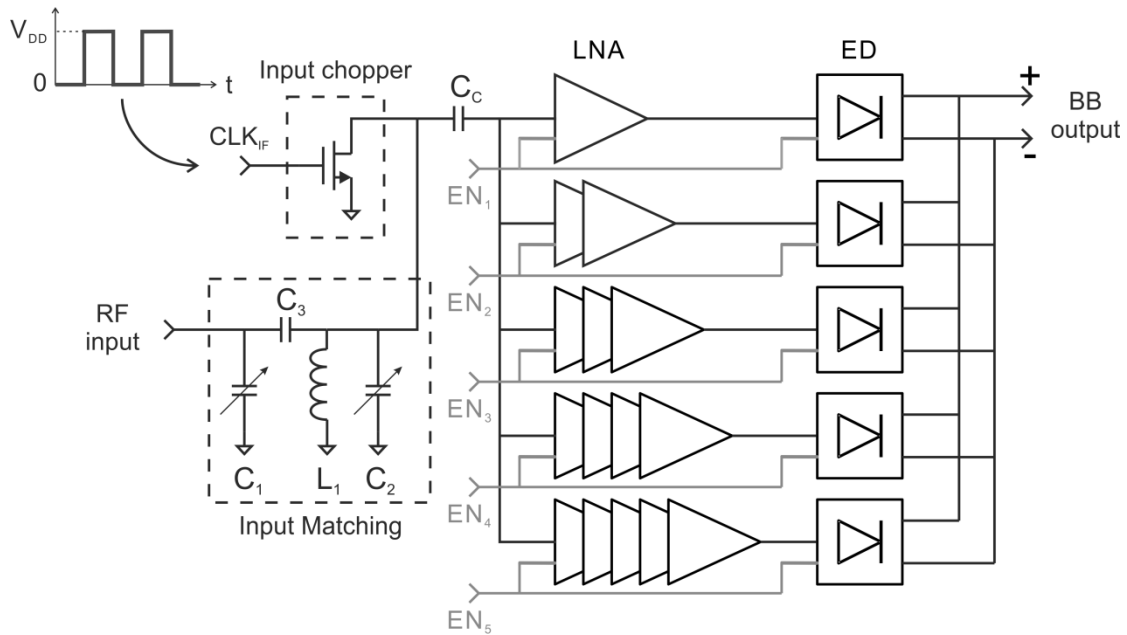 V_DD
0
t
Input chopper
CLK_IF
C_C
LNA
ED
+
-
BB
output
EN_1
EN_2
EN_3
EN_4
EN_5
RF
input
C_3
C_1
L_1
C_2
Input Matching